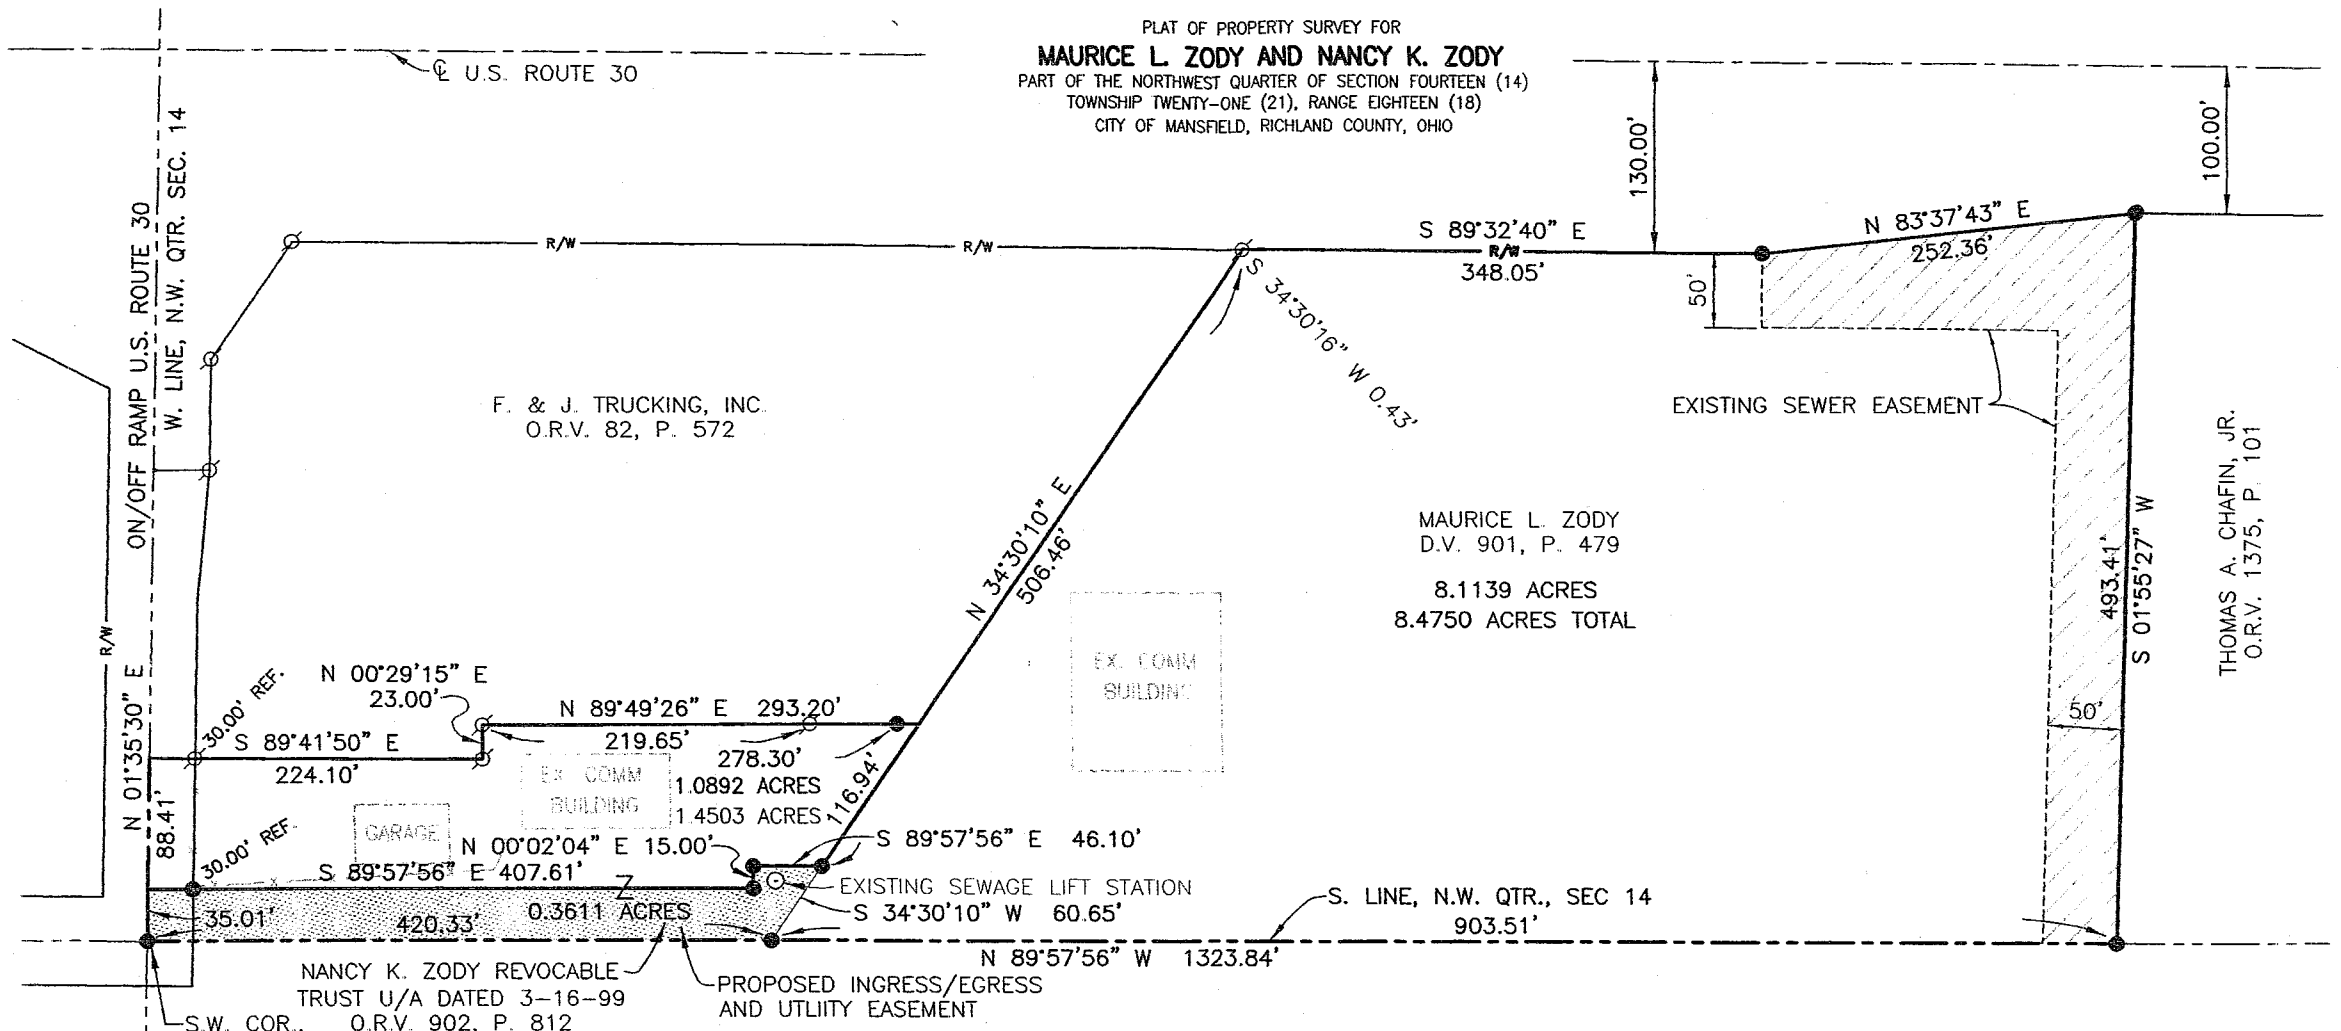 PLAT OF PROPERTY SURVEY FOR
MAURICE L. ZODY AND NANCY K. ZODY
PART OF THE NORTHWEST QUARTER OF SECTION FOURTEEN (14)
TOWNSHIP TWENTY-ONE (21), RANGE EIGHTEEN (18)
CITY OF MANSFIELD, RICHLAND COUNTY, OHIO
℄ U.S. ROUTE 30
ON/OFF RAMP U.S. ROUTE 30
W. LINE, N.W. QTR. SEC. 14
130.00'
100.00'
R/W
R/W
S 89°32'40" E
R/W
348.05'
N 83°37'43" E
252.36'
50'
S 34°30'16" W 0.43'
EXISTING SEWER EASEMENT
F. & J. TRUCKING, INC.
O.R.V. 82, P. 572
N 34°30'10" E
506.46'
MAURICE L. ZODY
D.V. 901, P. 479
8.1139 ACRES
8.4750 ACRES TOTAL
493.41'
S 01°55'27" W
THOMAS A. CHAFIN, JR.
O.R.V. 1375, P. 101
50'
R/W
N 01°35'30" E
88.41'
30.00' REF.
N 00°29'15" E
23.00'
S 89°41'50" E
224.10'
N 89°49'26" E 293.20'
219.65'
278.30'
EX COMM
BUILDING
EX. COMM
BUILDING
1.0892 ACRES
1.4503 ACRES
116.94'
GARAGE
30.00' REF.
N 00°02'04" E 15.00'
S 89°57'56" E 46.10'
S 89°57'56" E 407.61'
Z
EXISTING SEWAGE LIFT STATION
35.01'
420.33'
0.3611 ACRES
S 34°30'10" W 60.65'
S. LINE, N.W. QTR., SEC 14
903.51'
N 89°57'56" W 1323.84'
NANCY K. ZODY REVOCABLE
TRUST U/A DATED 3-16-99
O.R.V. 902, P. 812
PROPOSED INGRESS/EGRESS
AND UTLIITY EASEMENT
S.W. COR.,